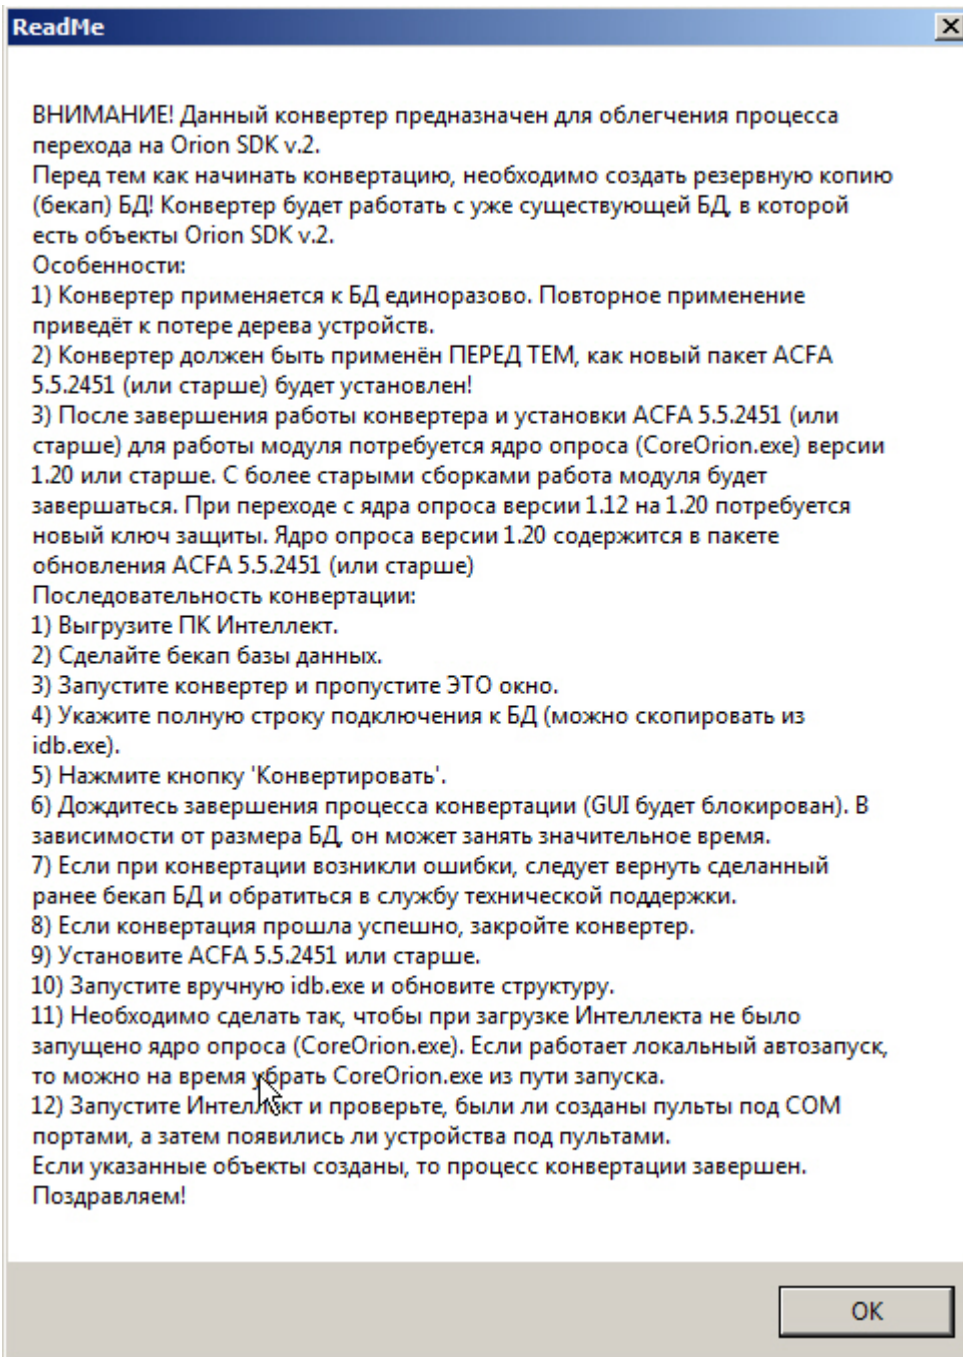 ReadMe
ВНИМАНИЕ! Данный конвертер предназначен для облегчения процесса
перехода на Orion SDK v.2.
Перед тем как начинать конвертацию, необходимо создать резервную копию
(бекап) БД! Конвертер будет работать с уже существующей БД, в которой
есть объекты Orion SDK v.2.
Особенности:
1) Конвертер применяется к БД единоразово. Повторное применение
приведёт к потере дерева устройств.
2) Конвертер должен быть применён ПЕРЕД ТЕМ, как новый пакет ACFA
5.5.2451 (или старше) будет установлен!
3) После завершения работы конвертера и установки ACFA 5.5.2451 (или
старше) для работы модуля потребуется ядро опроса (CoreOrion.exe) версии
1.20 или старше. С более старыми сборками работа модуля будет
завершаться. При переходе с ядра опроса версии 1.12 на 1.20 потребуется
новый ключ защиты. Ядро опроса версии 1.20 содержится в пакете
обновления ACFA 5.5.2451 (или старше)
Последовательность конвертации:
1) Выгрузите ПК Интеллект.
2) Сделайте бекап базы данных.
3) Запустите конвертер и пропустите ЭТО окно.
4) Укажите полную строку подключения к БД (можно скопировать из
idb.exe).
5) Нажмите кнопку 'Конвертировать'.
6) Дождитесь завершения процесса конвертации (GUI будет блокирован). В
зависимости от размера БД, он может занять значительное время.
7) Если при конвертации возникли ошибки, следует вернуть сделанный
ранее бекап БД и обратиться в службу технической поддержки.
8) Если конвертация прошла успешно, закройте конвертер.
9) Установите ACFA 5.5.2451 или старше.
10) Запустите вручную idb.exe и обновите структуру.
11) Необходимо сделать так, чтобы при загрузке Интеллекта не было
запущено ядро опроса (CoreOrion.exe). Если работает локальный автозапуск,
то можно на время убрать CoreOrion.exe из пути запуска.
12) Запустите Интеллект и проверьте, были ли созданы пульты под COM
портами, а затем появились ли устройства под пультами.
Если указанные объекты созданы, то процесс конвертации завершен.
Поздравляем!
OK